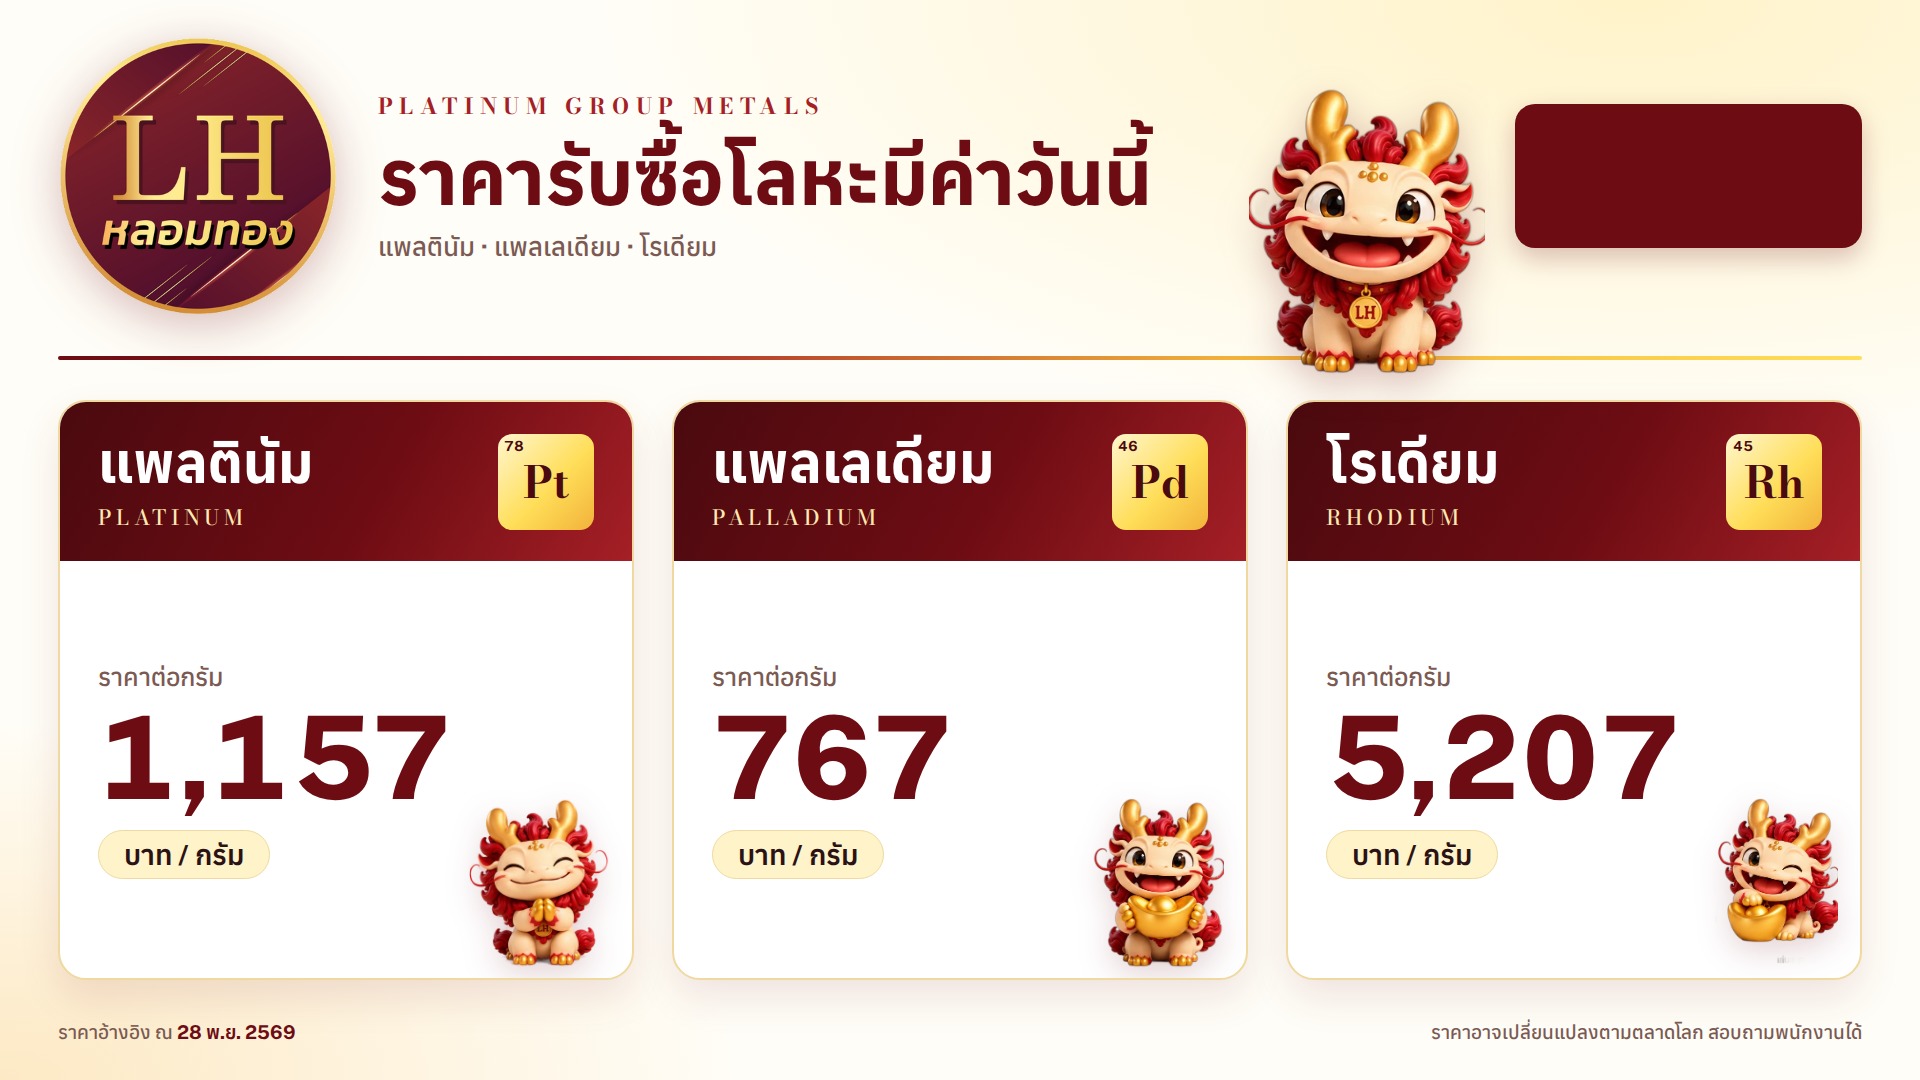 LH
หลอมทอง
PLATINUM GROUP METALS
ราคารับซื้อโลหะมีค่าวันนี้
แพลตินัม · แพลเลเดียม · โรเดียม
LH
แพลตินัม
PLATINUM
78
Pt
ราคาต่อกรัม
1,157
บาท / กรัม
แพลเลเดียม
PALLADIUM
46
Pd
ราคาต่อกรัม
767
บาท / กรัม
โรเดียม
RHODIUM
45
Rh
ราคาต่อกรัม
5,207
บาท / กรัม
ราคาอ้างอิง ณ 28 พ.ย. 2569
ราคาอาจเปลี่ยนแปลงตามตลาดโลก สอบถามพนักงานได้